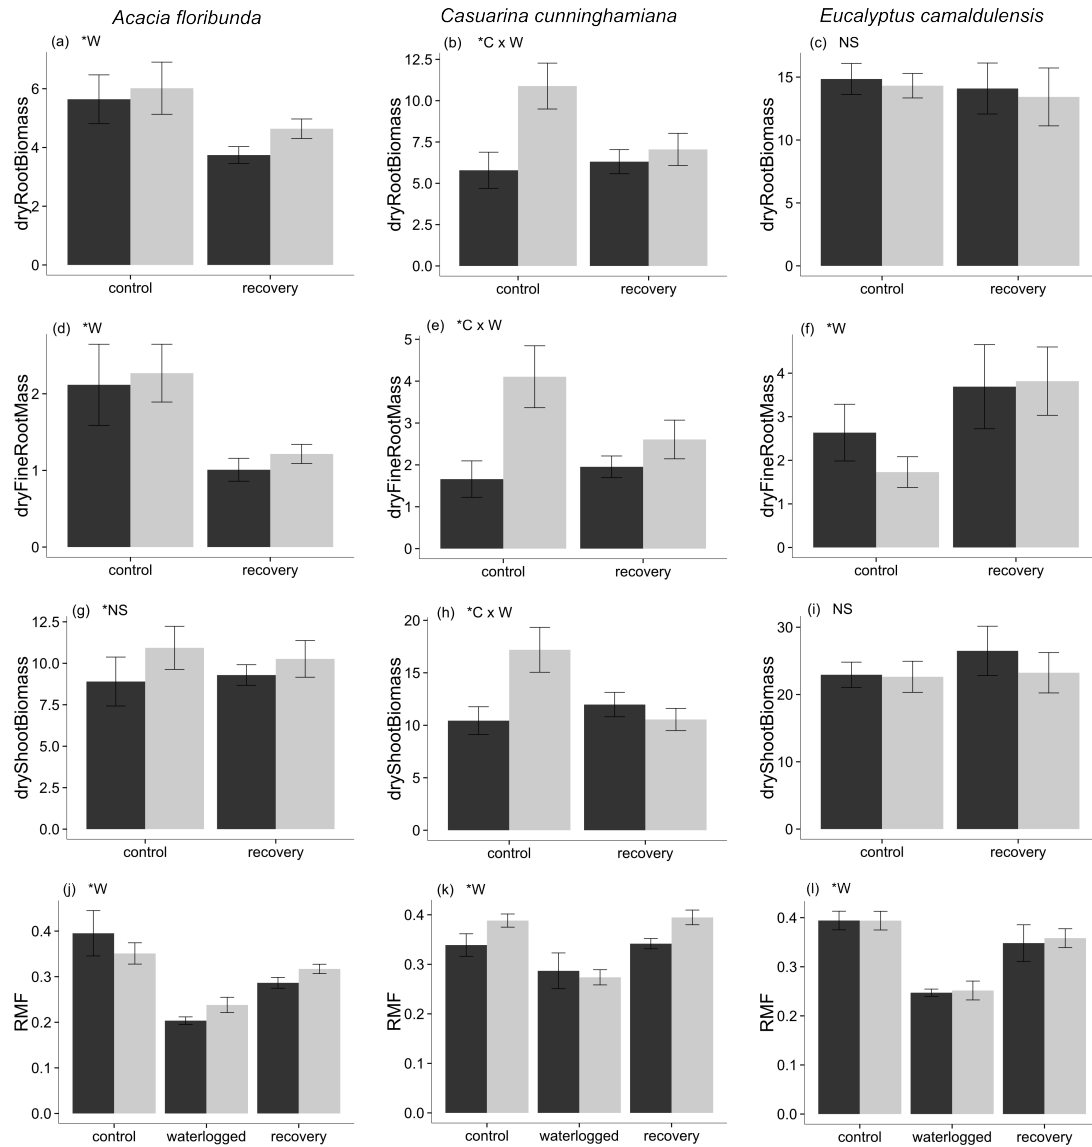 Acacia floribunda
Casuarina cunninghamiana
Eucalyptus camaldulensis
(a) *W
dryRootBiomass
6
4
2
0
control
recovery
(b) *C x W
dryRootBiomass
12.5
10.0
7.5
5.0
2.5
0.0
control
recovery
(c) NS
dryRootBiomass
15
10
5
0
control
recovery
(d) *W
dryFineRootMass
2
1
0
control
recovery
(e) *C x W
dryFineRootMass
5
4
3
2
1
0
control
recovery
(f) *W
dryFineRootMass
4
3
2
1
0
control
recovery
(g) *NS
dryShootBiomass
12.5
10.0
7.5
5.0
2.5
0.0
control
recovery
(h) *C x W
dryShootBiomass
20
15
10
5
0
control
recovery
(i) NS
dryShootBiomass
30
20
10
0
control
recovery
(j) *W
RMF
0.4
0.3
0.2
0.1
0.0
control
waterlogged
recovery
(k) *W
RMF
0.4
0.3
0.2
0.1
0.0
control
waterlogged
recovery
(l) *W
RMF
0.4
0.3
0.2
0.1
0.0
control
waterlogged
recovery